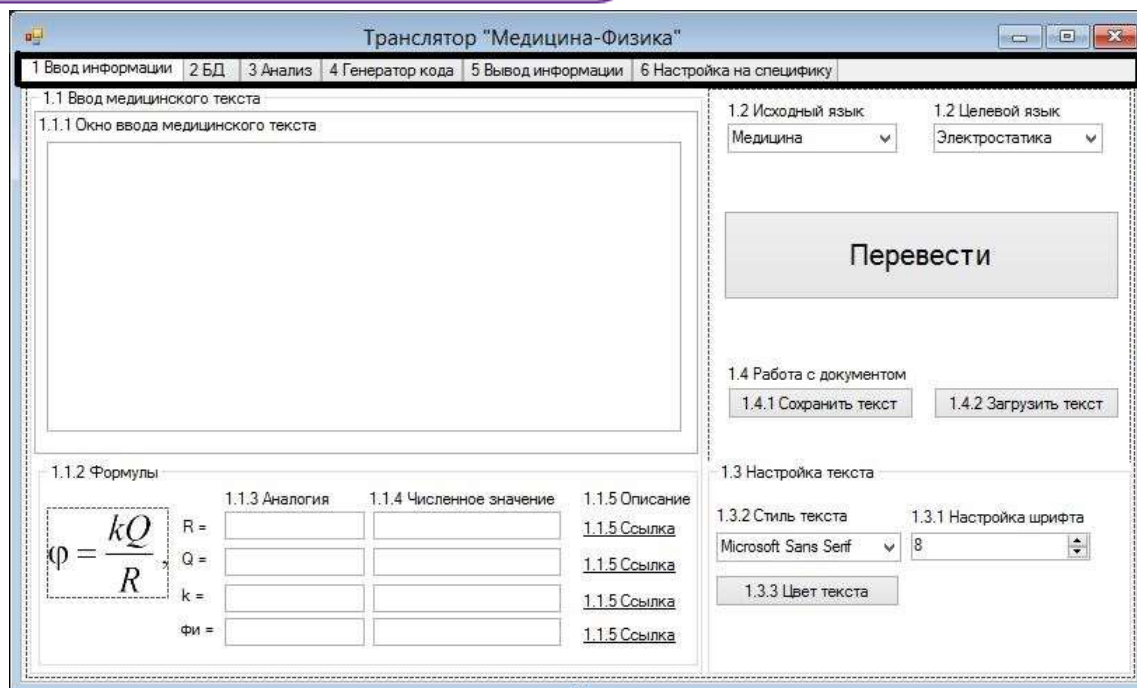 Транслятор "Медицина-Физика"
1 Ввод информации 2 БД 3 Анализ 4 Генератор кода 5 Вывод информации 6 Настройка на специфику
1.1 Ввод медицинского текста
1.1.1 Окно ввода медицинского текста
1.2 Исходный язык 1.2 Целевой язык
Медицина Электростатика
Перевести
1.4 Работа с документом
1.4.1 Сохранить текст 1.4.2 Загрузить текст
1.1.2 Формулы
1.1.3 Аналогия 1.1.4 Численное значение 1.1.5 Описание
φ = kQ/R,
R = 1.1.5 Ссылка
Q = 1.1.5 Ссылка
k = 1.1.5 Ссылка
фи = 1.1.5 Ссылка
1.3 Настройка текста
1.3.2 Стиль текста 1.3.1 Настройка шрифта
Microsoft Sans Serif 8
1.3.3 Цвет текста